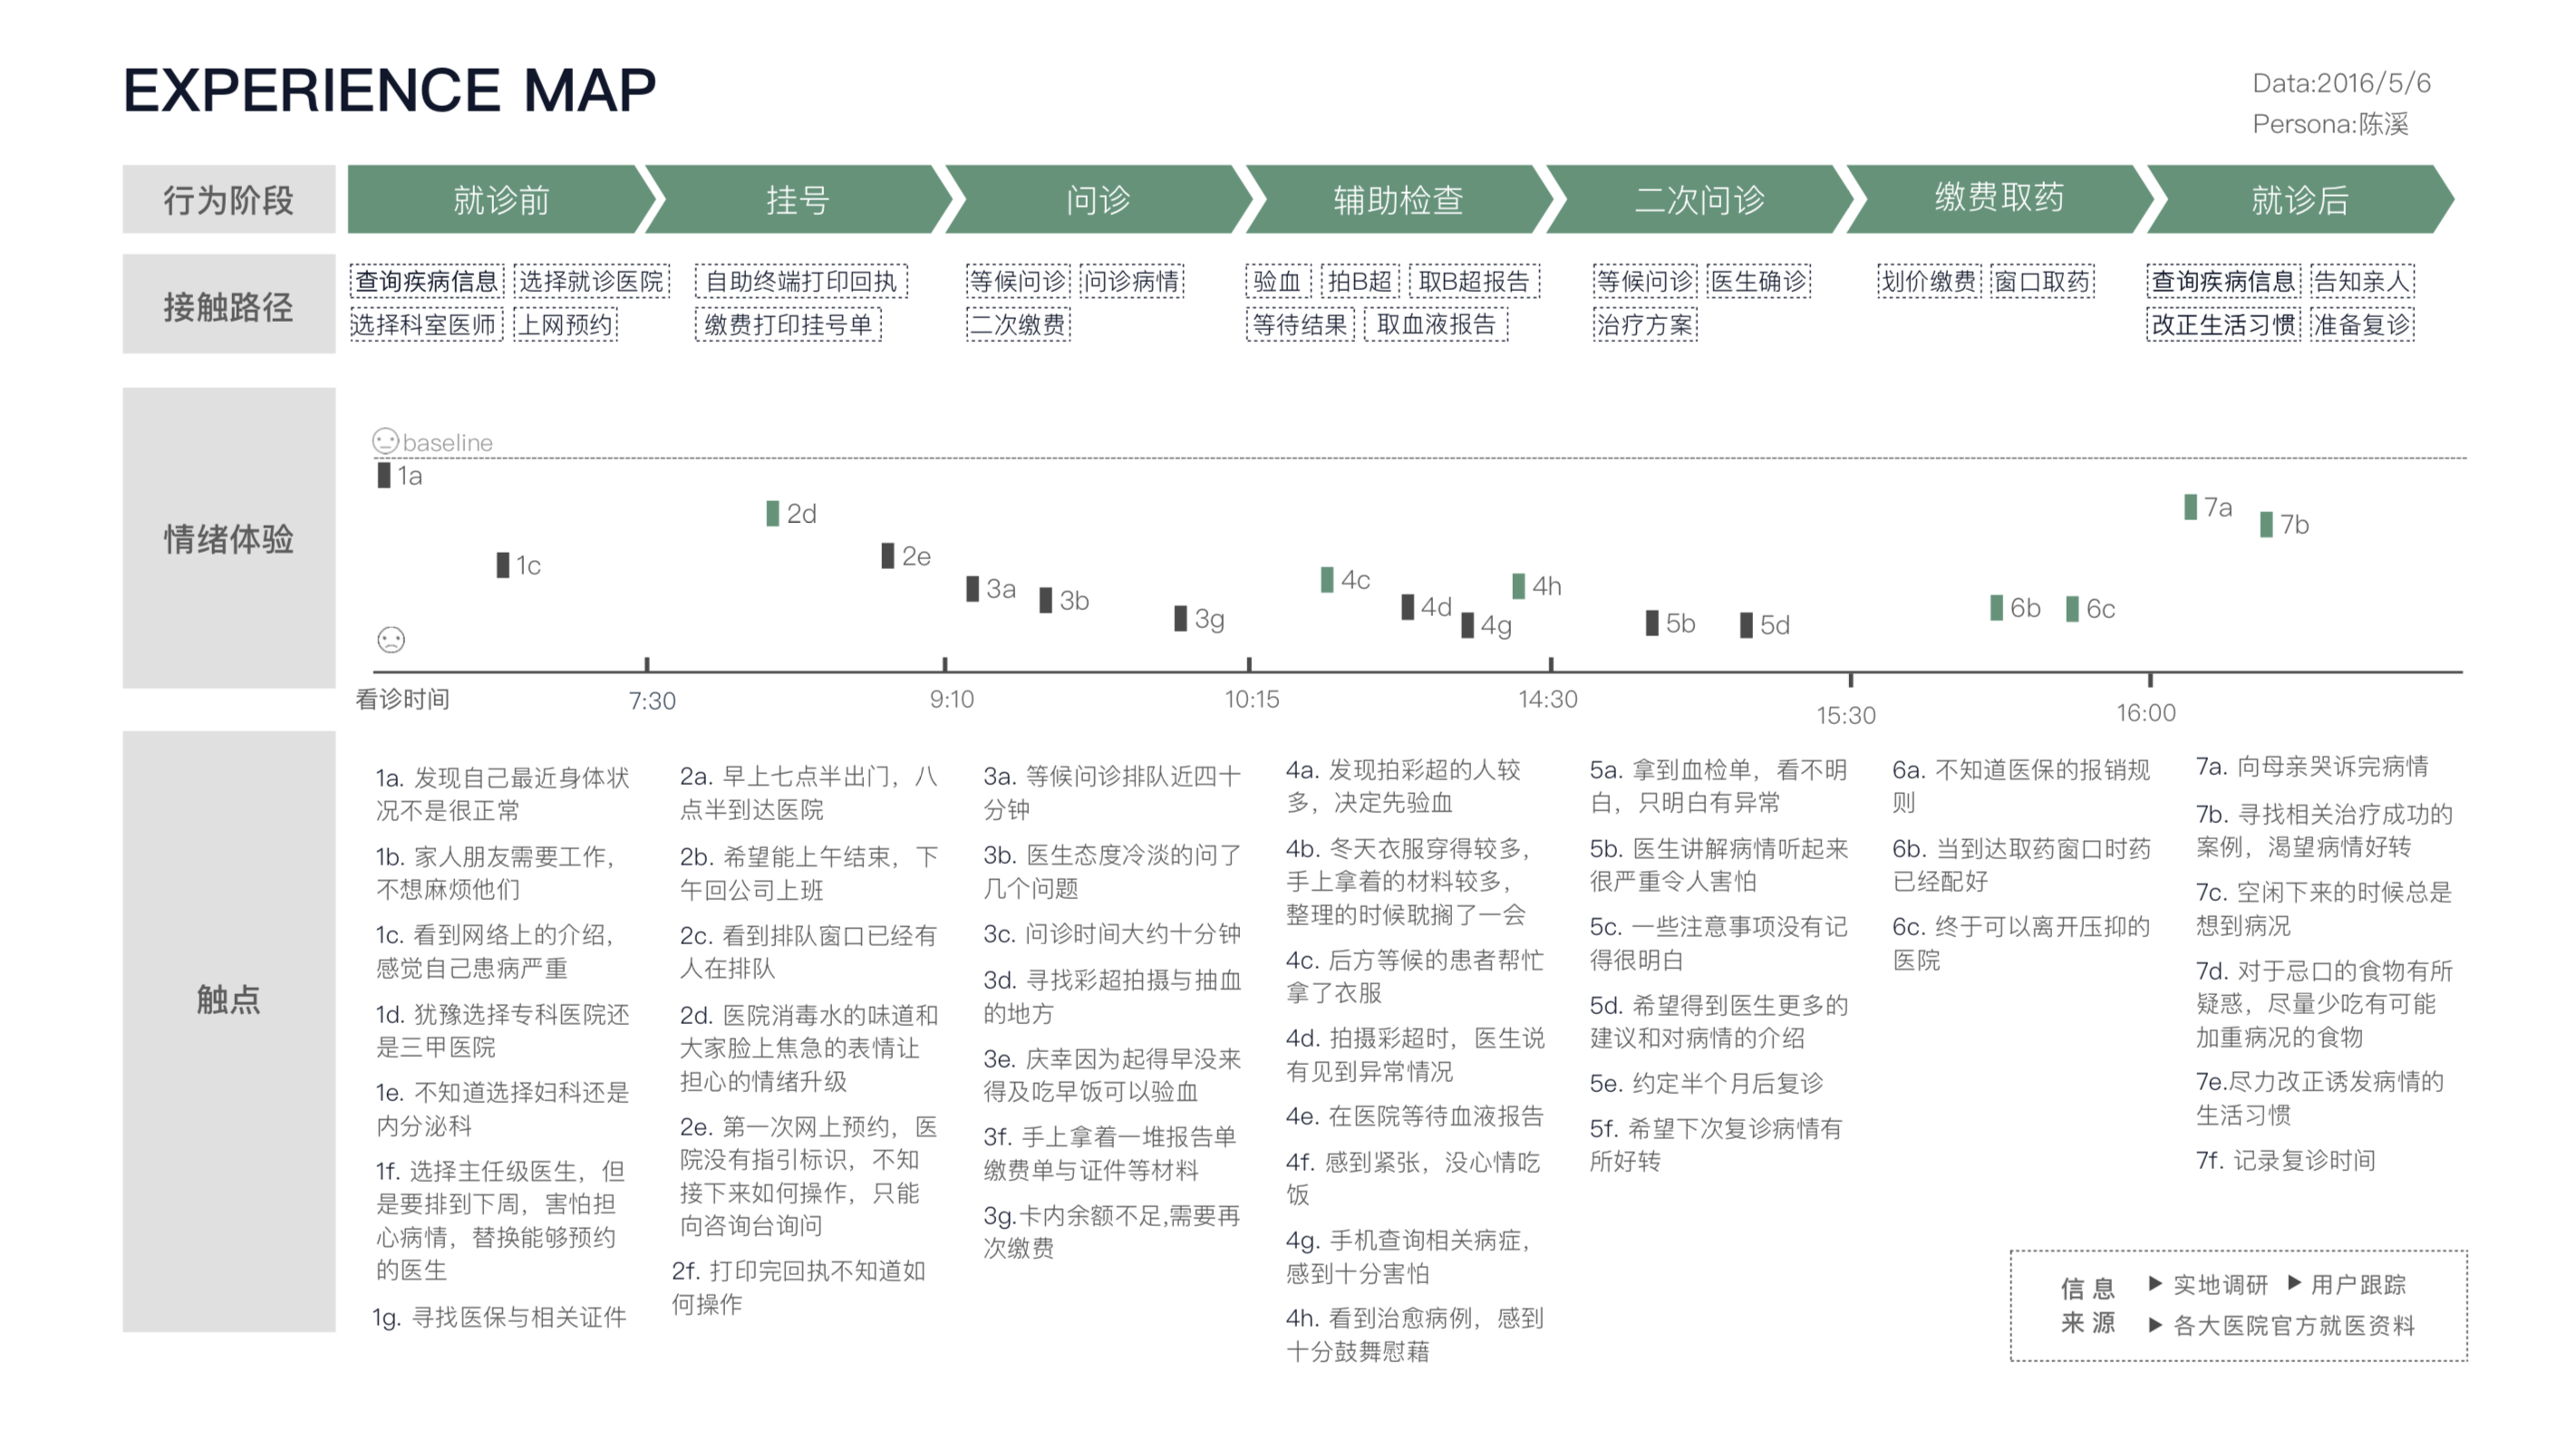 EXPERIENCE MAP
Data:2016/5/6
Persona:陈溪
行为阶段
就诊前
挂号
问诊
辅助检查
二次问诊
缴费取药
就诊后
接触路径
查询疾病信息 选择就诊医院
选择科室医师 上网预约
自助终端打印回执
缴费打印挂号单
等候问诊 问诊病情
二次缴费
验血 拍B超 取B超报告
等待结果 取血液报告
等候问诊 医生确诊
治疗方案
划价缴费 窗口取药
查询疾病信息 告知亲人
改正生活习惯 准备复诊
情绪体验
baseline
1a
1c
2d
2e
3a
3b
3g
4c
4d
4g
4h
5b
5d
6b
6c
7a
7b
看诊时间
7:30
9:10
10:15
14:30
15:30
16:00
触点
1a. 发现自己最近身体状
况不是很正常
1b. 家人朋友需要工作，
不想麻烦他们
1c. 看到网络上的介绍，
感觉自己患病严重
1d. 犹豫选择专科医院还
是三甲医院
1e. 不知道选择妇科还是
内分泌科
1f. 选择主任级医生，但
是要排到下周，害怕担
心病情，替换能够预约
的医生
1g. 寻找医保与相关证件
2a. 早上七点半出门，八
点半到达医院
2b. 希望能上午结束，下
午回公司上班
2c. 看到排队窗口已经有
人在排队
2d. 医院消毒水的味道和
大家脸上焦急的表情让
担心的情绪升级
2e. 第一次网上预约，医
院没有指引标识，不知
接下来如何操作，只能
向咨询台询问
2f. 打印完回执不知道如
何操作
3a. 等候问诊排队近四十
分钟
3b. 医生态度冷淡的问了
几个问题
3c. 问诊时间大约十分钟
3d. 寻找彩超拍摄与抽血
的地方
3e. 庆幸因为起得早没来
得及吃早饭可以验血
3f. 手上拿着一堆报告单
缴费单与证件等材料
3g.卡内余额不足,需要再
次缴费
4a. 发现拍彩超的人较
多，决定先验血
4b. 冬天衣服穿得较多，
手上拿着的材料较多，
整理的时候耽搁了一会
4c. 后方等候的患者帮忙
拿了衣服
4d. 拍摄彩超时，医生说
有见到异常情况
4e. 在医院等待血液报告
4f. 感到紧张，没心情吃
饭
4g. 手机查询相关病症，
感到十分害怕
4h. 看到治愈病例，感到
十分鼓舞慰藉
5a. 拿到血检单，看不明
白，只明白有异常
5b. 医生讲解病情听起来
很严重令人害怕
5c. 一些注意事项没有记
得很明白
5d. 希望得到医生更多的
建议和对病情的介绍
5e. 约定半个月后复诊
5f. 希望下次复诊病情有
所好转
6a. 不知道医保的报销规
则
6b. 当到达取药窗口时药
已经配好
6c. 终于可以离开压抑的
医院
7a. 向母亲哭诉完病情
7b. 寻找相关治疗成功的
案例，渴望病情好转
7c. 空闲下来的时候总是
想到病况
7d. 对于忌口的食物有所
疑惑，尽量少吃有可能
加重病况的食物
7e.尽力改正诱发病情的
生活习惯
7f. 记录复诊时间
信息
来源
▶ 实地调研 ▶ 用户跟踪
▶ 各大医院官方就医资料